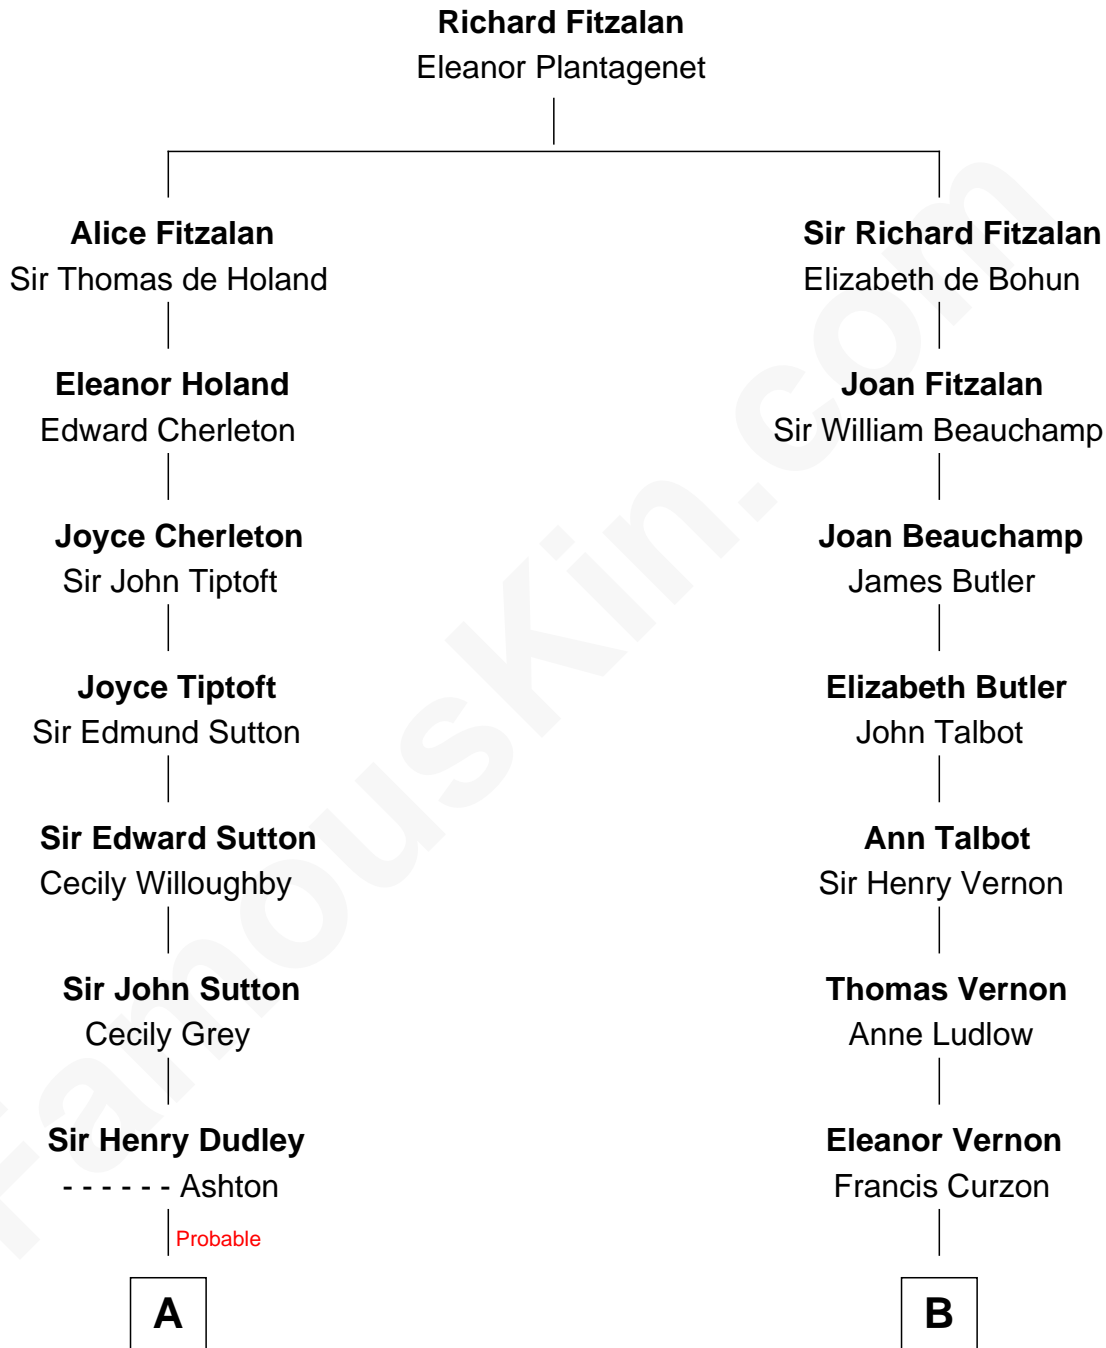 Richard Fitzalan
Eleanor Plantagenet
Alice Fitzalan
Sir Thomas de Holand
Sir Richard Fitzalan
Elizabeth de Bohun
Eleanor Holand
Edward Cherleton
Joan Fitzalan
Sir William Beauchamp
Joyce Cherleton
Sir John Tiptoft
Joan Beauchamp
James Butler
Joyce Tiptoft
Sir Edmund Sutton
Elizabeth Butler
John Talbot
Sir Edward Sutton
Cecily Willoughby
Ann Talbot
Sir Henry Vernon
Sir John Sutton
Cecily Grey
Thomas Vernon
Anne Ludlow
Sir Henry Dudley
- - - - - - Ashton
Eleanor Vernon
Francis Curzon
Probable
A
B
FamousKin.com